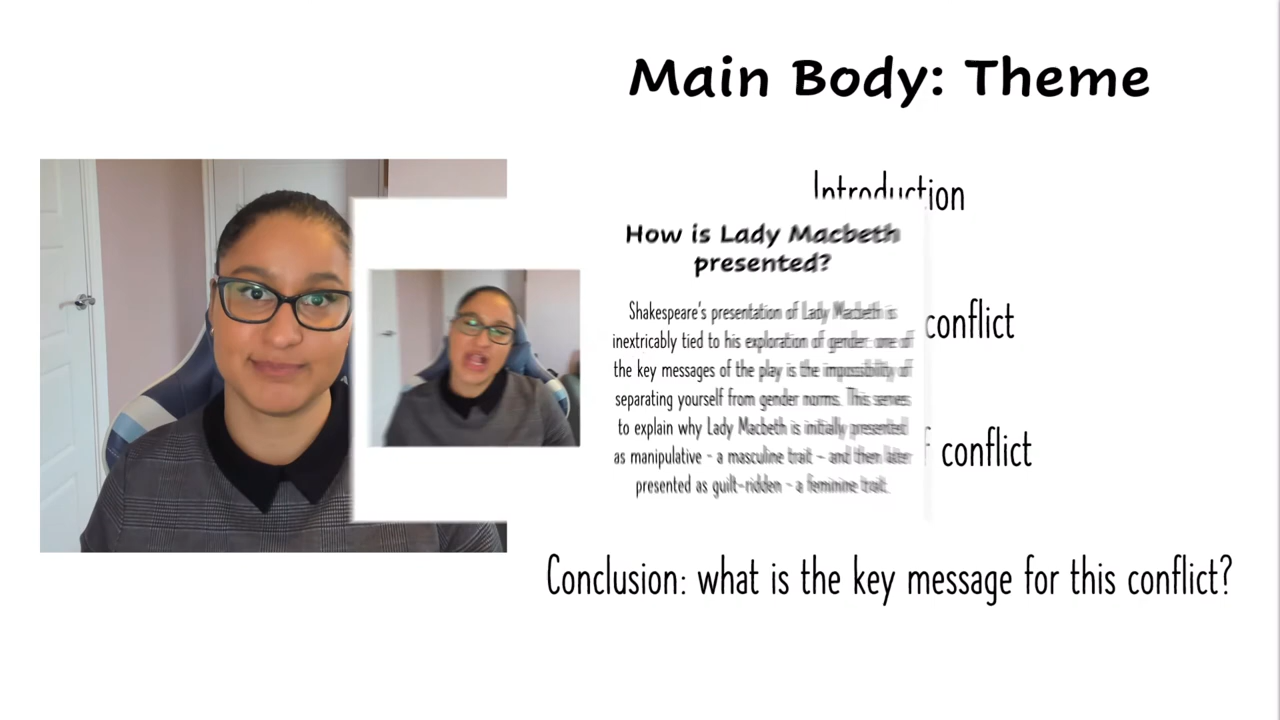 Main Body: Theme
Introduction
How is Lady Macbeth
presented?
Shakespeare's presentation of Lady Macbeth is
inextricably tied to his exploration of gender: one of
conflict
the key messages of the play is the impossibility of
separating yourself from gender norms. This serves
to explain why Lady Macbeth is initially presented
conflict
as manipulative - a masculine trait - and then later
presented as guilt-ridden - a feminine trait.
Conclusion: what is the key message for this conflict?